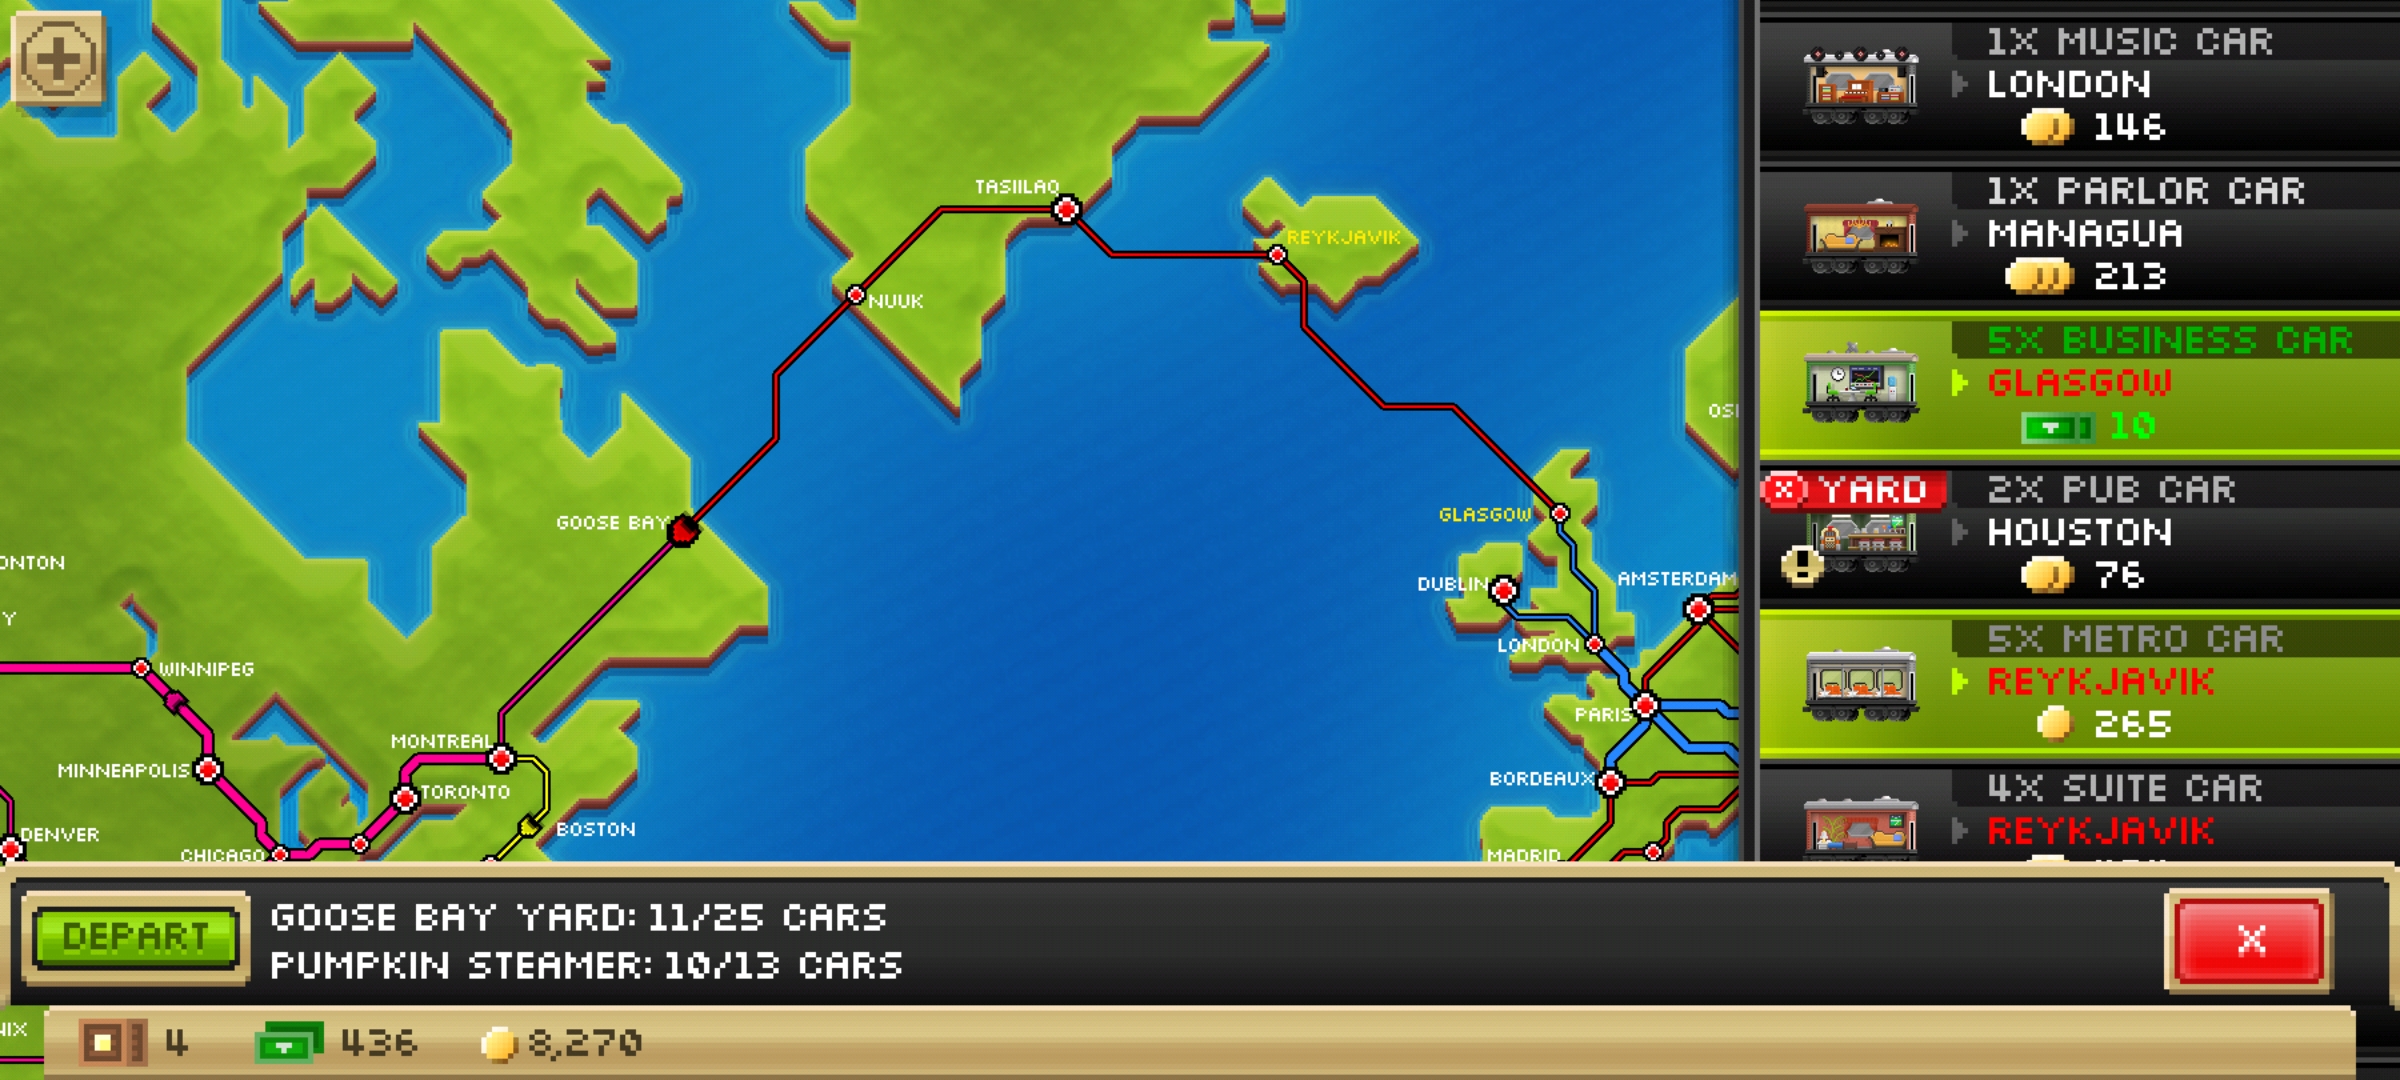 TASIILAQ
REYKJAVIK
NUUK
GOOSE BAY
GLASGOW
DUBLIN
AMSTERDAM
LONDON
PARIS
WINNIPEG
MONTREAL
MINNEAPOLIS
TORONTO
BORDEAUX
BOSTON
DENVER
CHICAGO
MADRID
1X MUSIC CAR
LONDON
146
1X PARLOR CAR
MANAGUA
213
5X BUSINESS CAR
GLASGOW
10
YARD
2X PUB CAR
HOUSTON
76
5X METRO CAR
REYKJAVIK
265
4X SUITE CAR
REYKJAVIK
DEPART
GOOSE BAY YARD: 11/25 CARS
PUMPKIN STEAMER: 10/13 CARS
X
4
436
8,270